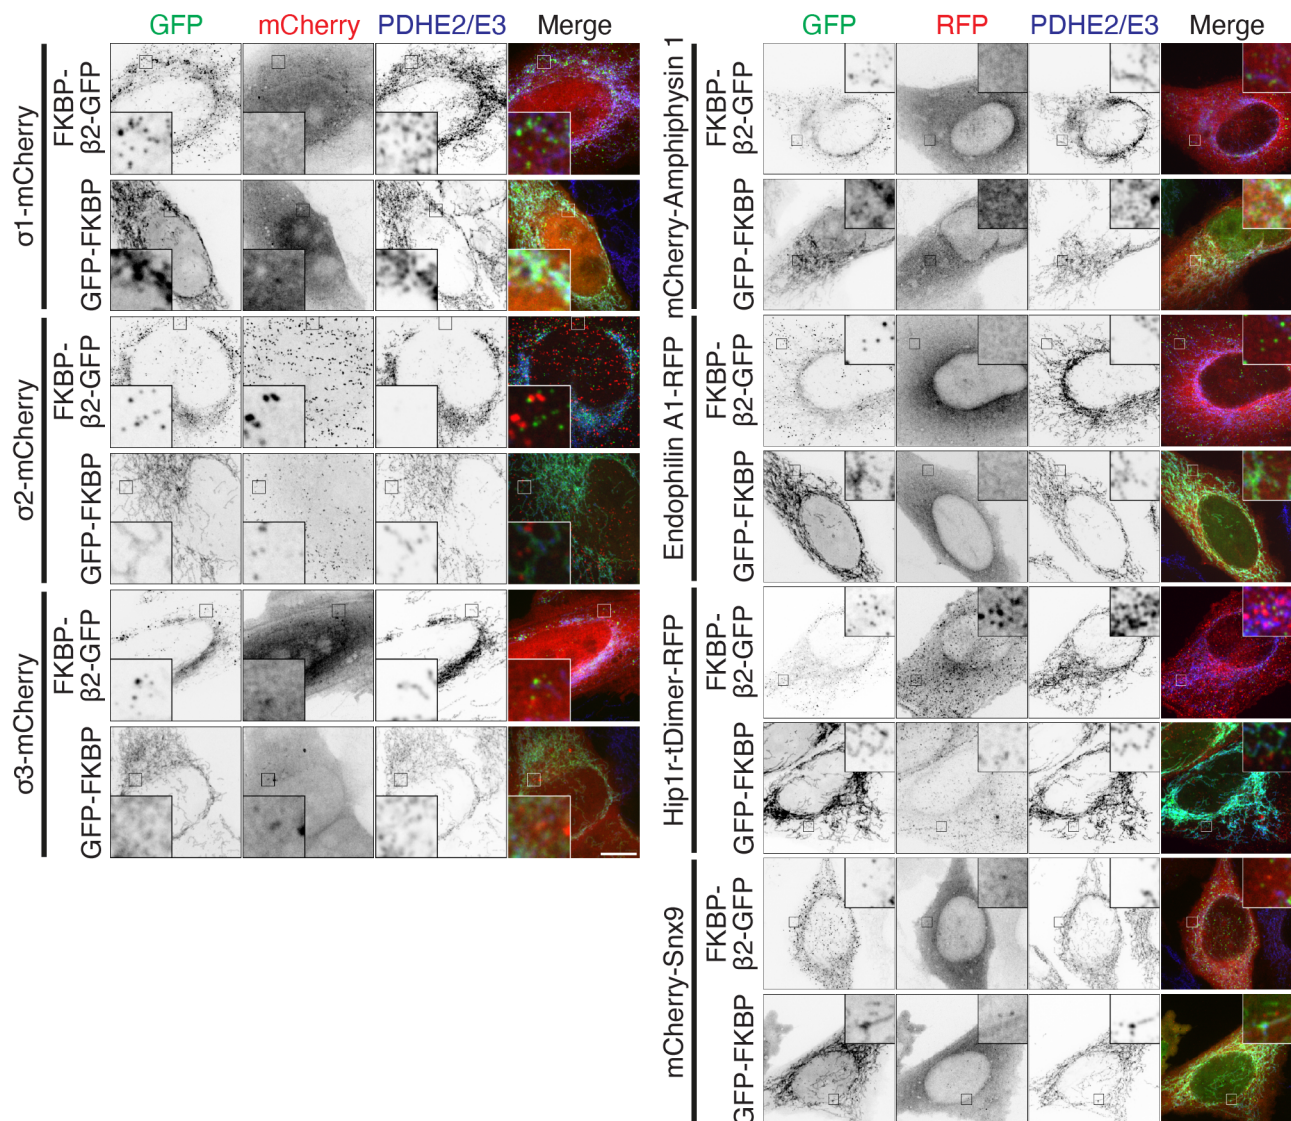 GFP mCherry PDHE2/E3 Merge
σ1-mCherry
FKBP-
β2-GFP
GFP-FKBP
σ2-mCherry
FKBP-
β2-GFP
GFP-FKBP
σ3-mCherry
FKBP-
β2-GFP
GFP-FKBP
GFP RFP PDHE2/E3 Merge
mCherry-Amphiphysin 1
FKBP-
β2-GFP
GFP-FKBP
Endophilin A1-RFP
FKBP-
β2-GFP
GFP-FKBP
Hip1r-tDimer-RFP
FKBP-
β2-GFP
GFP-FKBP
mCherry-Snx9
FKBP-
β2-GFP
GFP-FKBP